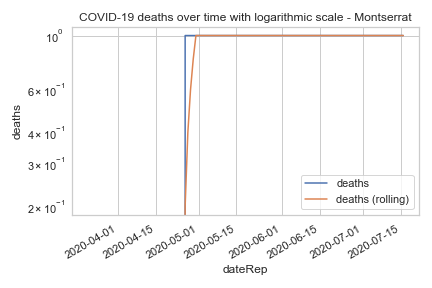 COVID-19 deaths over time with logarithmic scale - Montserrat
10⁰
6 × 10⁻¹
4 × 10⁻¹
3 × 10⁻¹
2 × 10⁻¹
deaths
deaths
deaths (rolling)
2020-04-01
2020-04-15
2020-05-01
2020-05-15
2020-06-01
2020-06-15
2020-07-01
2020-07-15
dateRep